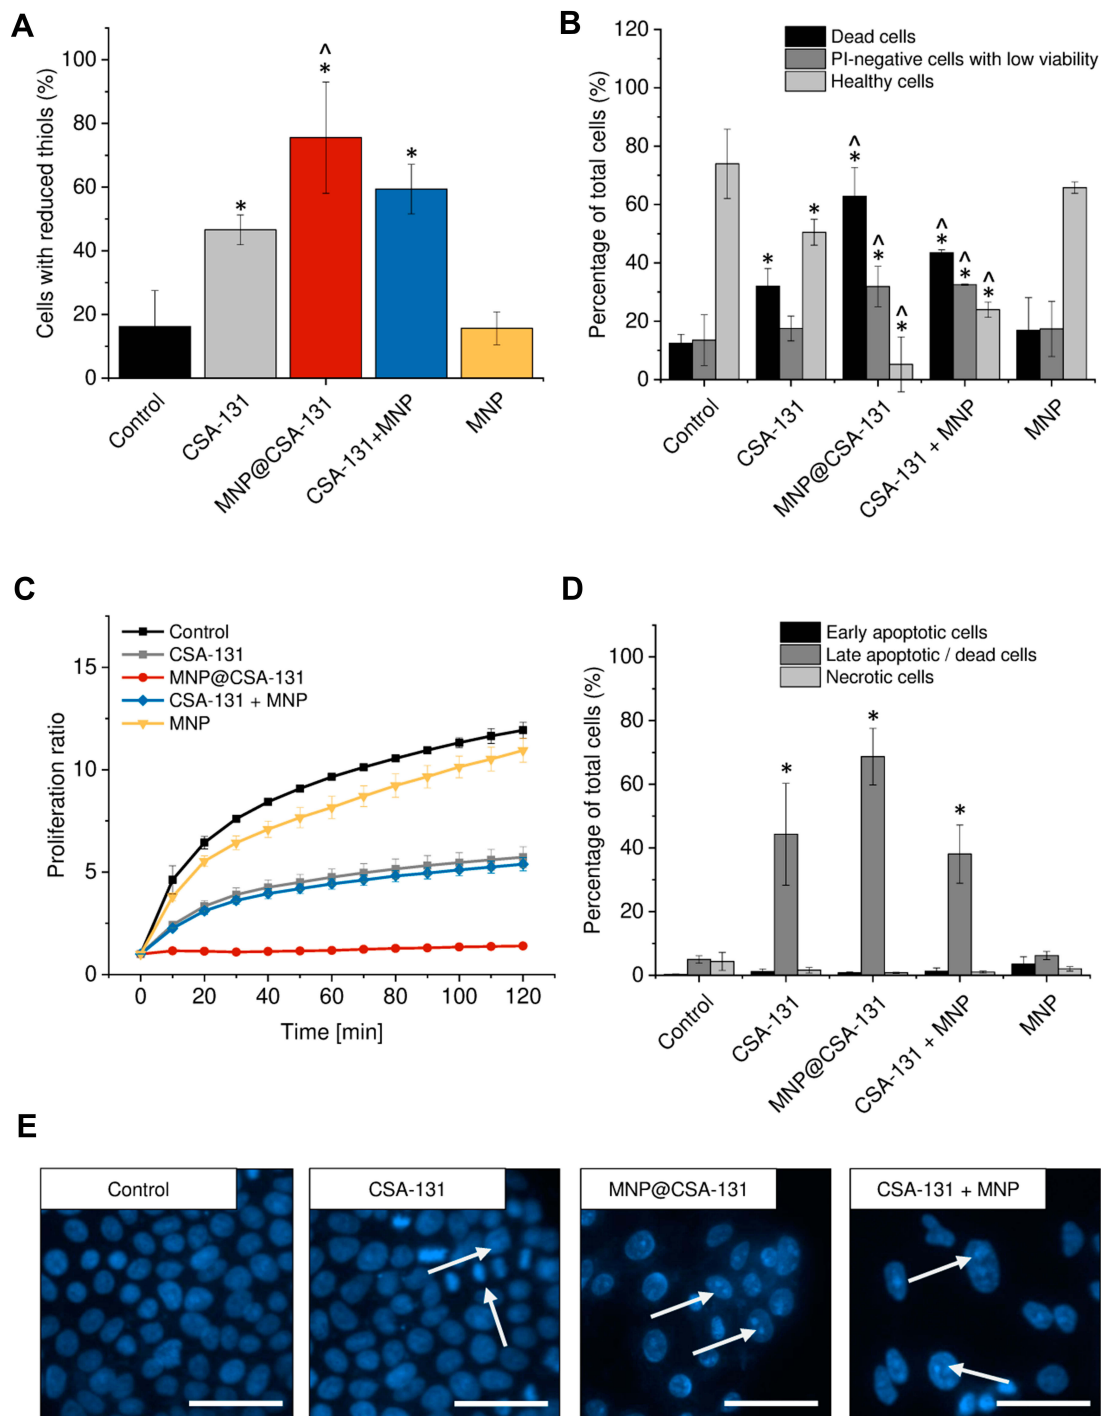 A
Cells with reduced thiols (%)
100
80
60
40
20
0
*
^
*
*
Control
CSA-131
MNP@CSA-131
CSA-131+MNP
MNP
B
Percentage of total cells (%)
120
100
80
60
40
20
0
Dead cells
PI-negative cells with low viability
Healthy cells
*
*
^
*
^
*
^
*
^
*
^
*
^
*
Control
CSA-131
MNP@CSA-131
CSA-131 + MNP
MNP
C
Proliferation ratio
15
10
5
0
Control
CSA-131
MNP@CSA-131
CSA-131 + MNP
MNP
0
20
40
60
80
100
120
Time [min]
D
Percentage of total cells (%)
100
80
60
40
20
0
Early apoptotic cells
Late apoptotic / dead cells
Necrotic cells
*
*
*
Control
CSA-131
MNP@CSA-131
CSA-131 + MNP
MNP
E
Control
CSA-131
MNP@CSA-131
CSA-131 + MNP